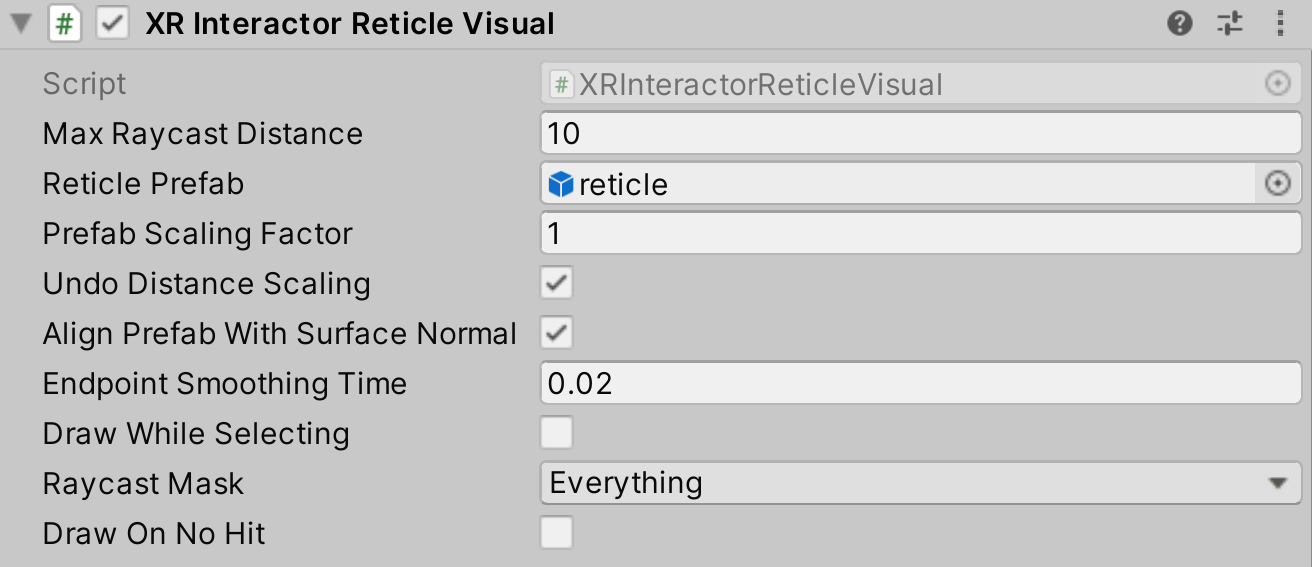 XR Interactor Reticle Visual
Script XRInteractorReticleVisual
Max Raycast Distance 10
Reticle Prefab reticle
Prefab Scaling Factor 1
Undo Distance Scaling
Align Prefab With Surface Normal
Endpoint Smoothing Time 0.02
Draw While Selecting
Raycast Mask Everything
Draw On No Hit